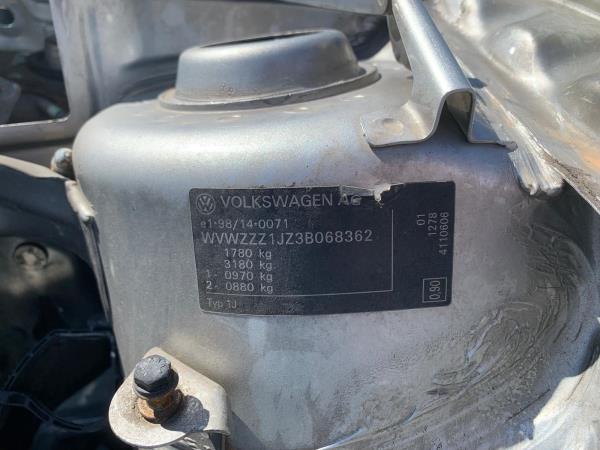 VOLKSWAGEN AG
e1*98/14*0071
WVWZZZ1JZ3B068362
1780 kg
3180 kg
1- 0970 kg
2- 0880 kg
Typ 1J
01
1278
4110606
0,90